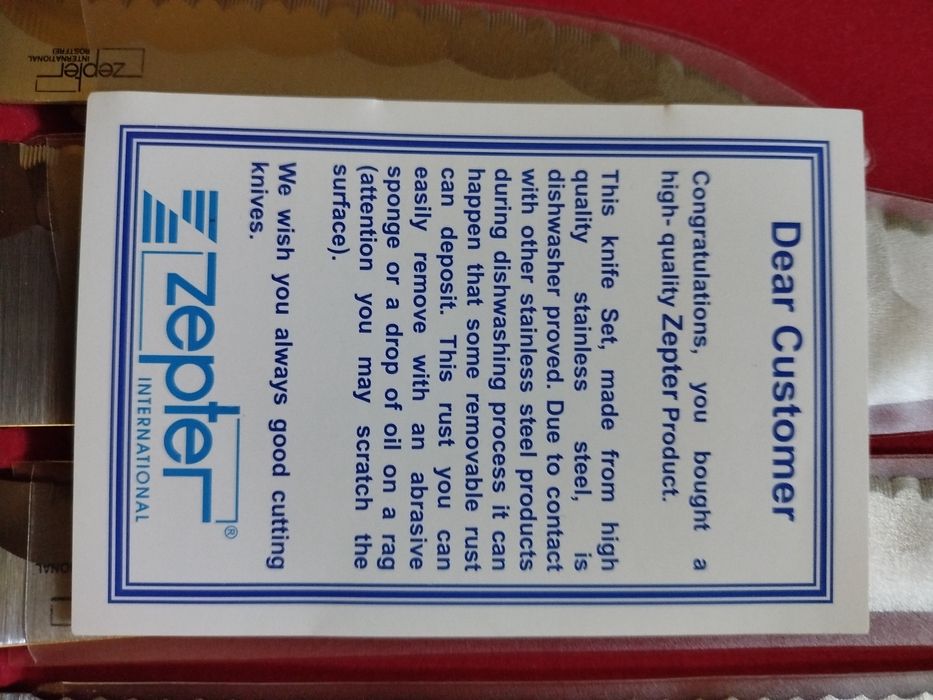 Dear Customer
Congratulations, you bought a
high- quality Zepter Product.
This knife Set, made from high
quality stainless steel, is
dishwasher proved. Due to contact
with other stainless steel products
during dishwashing process it can
happen that some removable rust
can deposit. This rust you can
easily remove with an abrasive
sponge or a drop of oil on a rag
(attention you may scratch the
surface).
We wish you always good cutting
knives.
zepter®
INTERNATIONAL
zepter
INTERNATIONAL
ROSTFREI